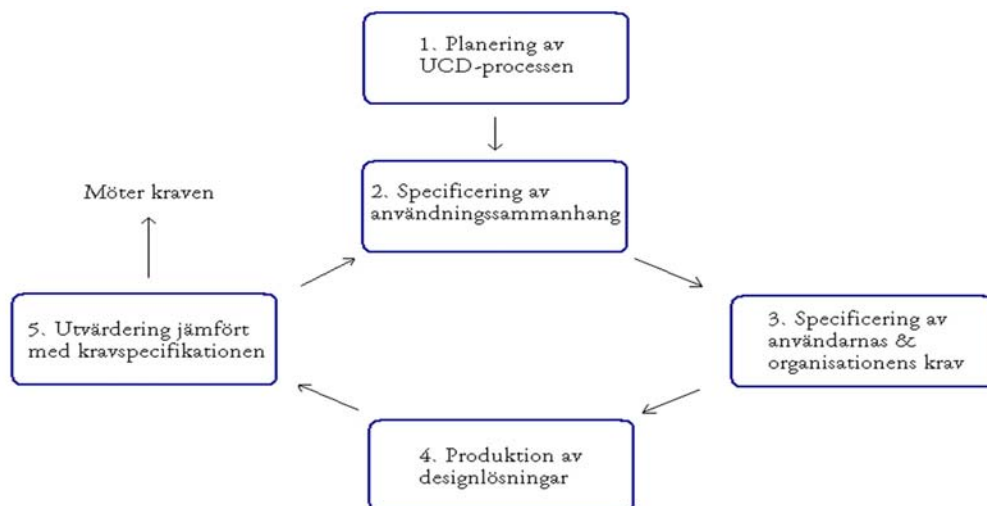 1. Planering av
UCD-processen
2. Specificering av
användningssammanhang
Möter kraven
5. Utvärdering jämfört
med kravspecifikationen
3. Specificering av
användarnas &
organisationens krav
4. Produktion av
designlösningar